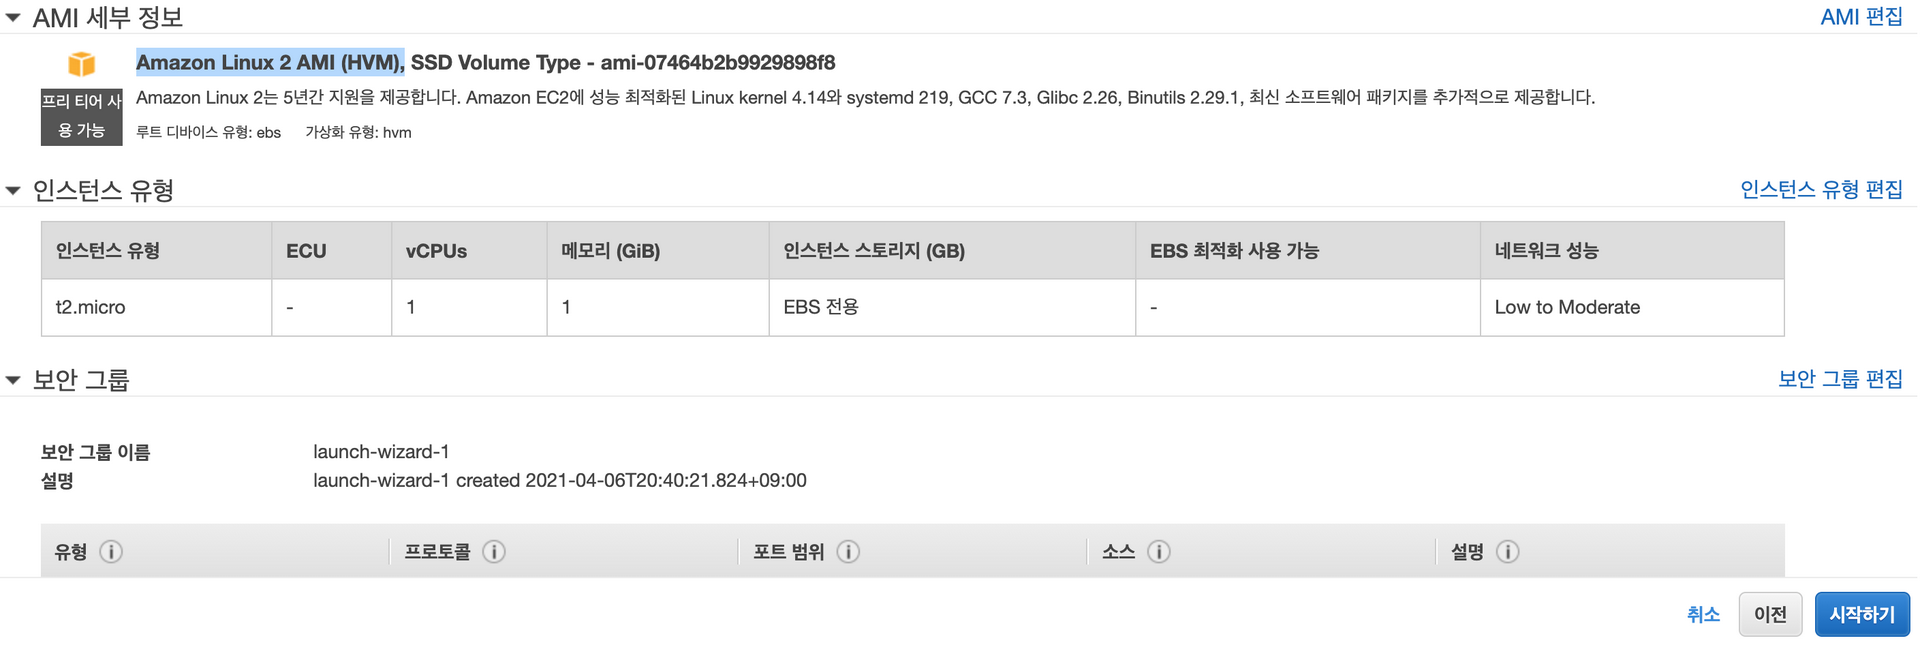 AMI 세부 정보
AMI 편집
Amazon Linux 2 AMI (HVM), SSD Volume Type - ami-07464b2b9929898f8
프리 티어 사
용 가능
Amazon Linux 2는 5년간 지원을 제공합니다. Amazon EC2에 성능 최적화된 Linux kernel 4.14와 systemd 219, GCC 7.3, Glibc 2.26, Binutils 2.29.1, 최신 소프트웨어 패키지를 추가적으로 제공합니다.
루트 디바이스 유형: ebs 가상화 유형: hvm
인스턴스 유형
인스턴스 유형 편집
인스턴스 유형 ECU vCPUs 메모리 (GiB) 인스턴스 스토리지 (GB) EBS 최적화 사용 가능 네트워크 성능
t2.micro - 1 1 EBS 전용 - Low to Moderate
보안 그룹
보안 그룹 편집
보안 그룹 이름 launch-wizard-1
설명 launch-wizard-1 created 2021-04-06T20:40:21.824+09:00
유형 프로토콜 포트 범위 소스 설명
취소 이전 시작하기